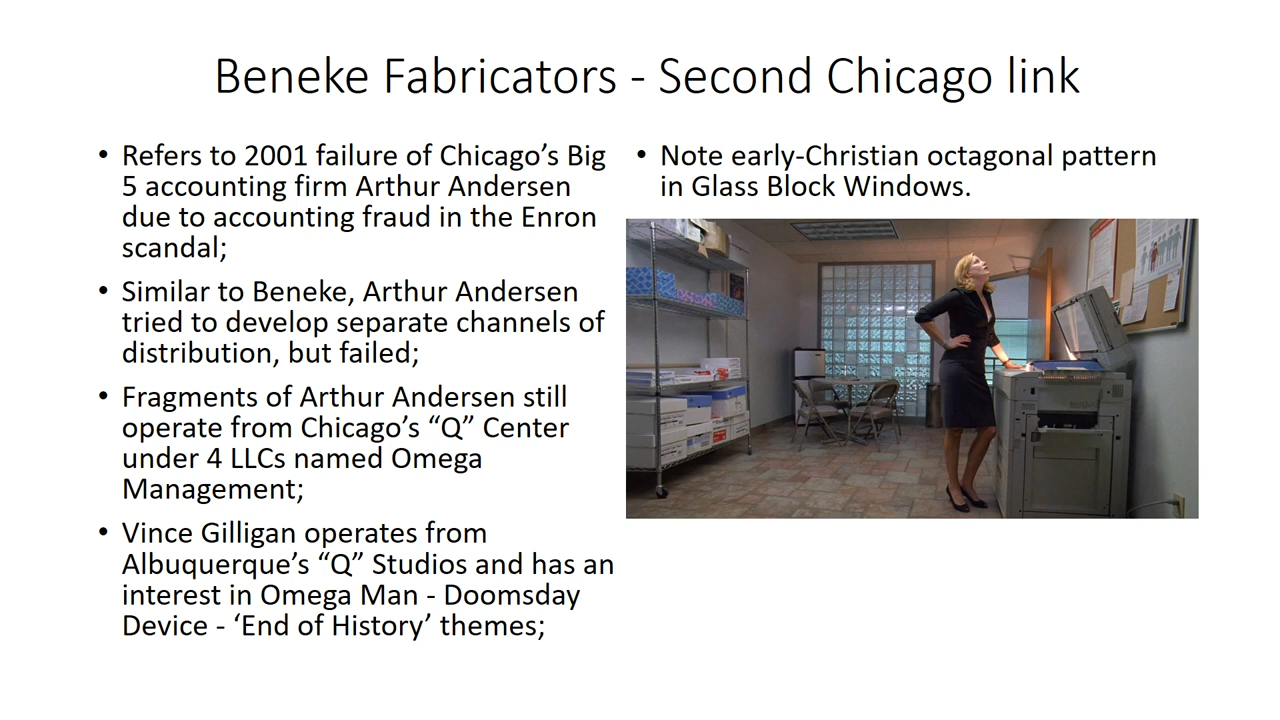 Beneke Fabricators - Second Chicago link
• Refers to 2001 failure of Chicago’s Big
5 accounting firm Arthur Andersen
due to accounting fraud in the Enron
scandal;
• Similar to Beneke, Arthur Andersen
tried to develop separate channels of
distribution, but failed;
• Fragments of Arthur Andersen still
operate from Chicago’s “Q” Center
under 4 LLCs named Omega
Management;
• Vince Gilligan operates from
Albuquerque’s “Q” Studios and has an
interest in Omega Man - Doomsday
Device - ‘End of History’ themes;
• Note early-Christian octagonal pattern
in Glass Block Windows.